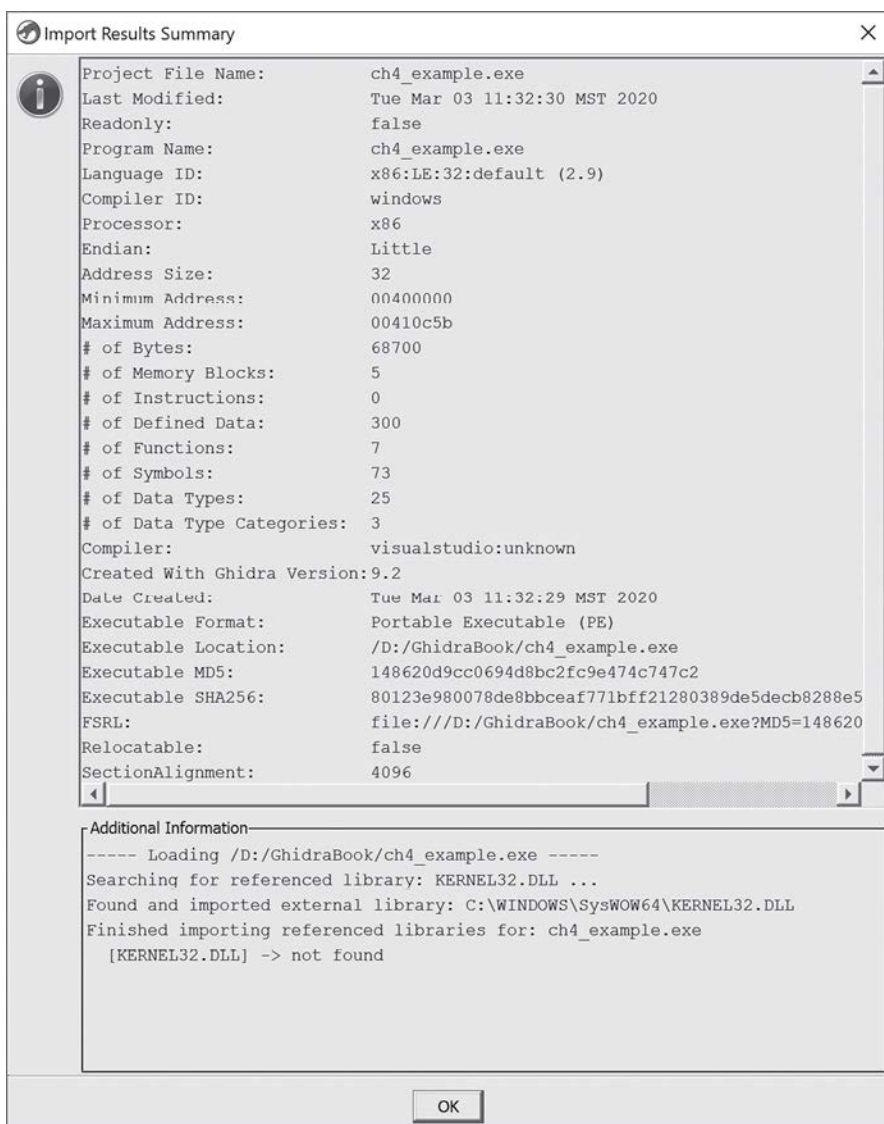 Import Results Summary
Project File Name: ch4_example.exe
Last Modified: Tue Mar 03 11:32:30 MST 2020
Readonly: false
Program Name: ch4_example.exe
Language ID: x86:LE:32:default (2.9)
Compiler ID: windows
Processor: x86
Endian: Little
Address Size: 32
Minimum Address: 00400000
Maximum Address: 00410c5b
# of Bytes: 68700
# of Memory Blocks: 5
# of Instructions: 0
# of Defined Data: 300
# of Functions: 7
# of Symbols: 73
# of Data Types: 25
# of Data Type Categories: 3
Compiler: visualstudio:unknown
Created With Ghidra Version: 9.2
Date Created: Tue Mar 03 11:32:29 MST 2020
Executable Format: Portable Executable (PE)
Executable Location: /D:/GhidraBook/ch4_example.exe
Executable MD5: 148620d9cc0694d8bc2fc9e474c747c2
Executable SHA256: 80123e980078de8bbceaf771bff21280389de5decb8288e5
FSRL: file:///D:/GhidraBook/ch4_example.exe?MD5=148620
Relocatable: false
SectionAlignment: 4096
Additional Information
----- Loading /D:/GhidraBook/ch4_example.exe -----
Searching for referenced library: KERNEL32.DLL ...
Found and imported external library: C:\WINDOWS\SysWOW64\KERNEL32.DLL
Finished importing referenced libraries for: ch4_example.exe
[KERNEL32.DLL] -> not found
OK